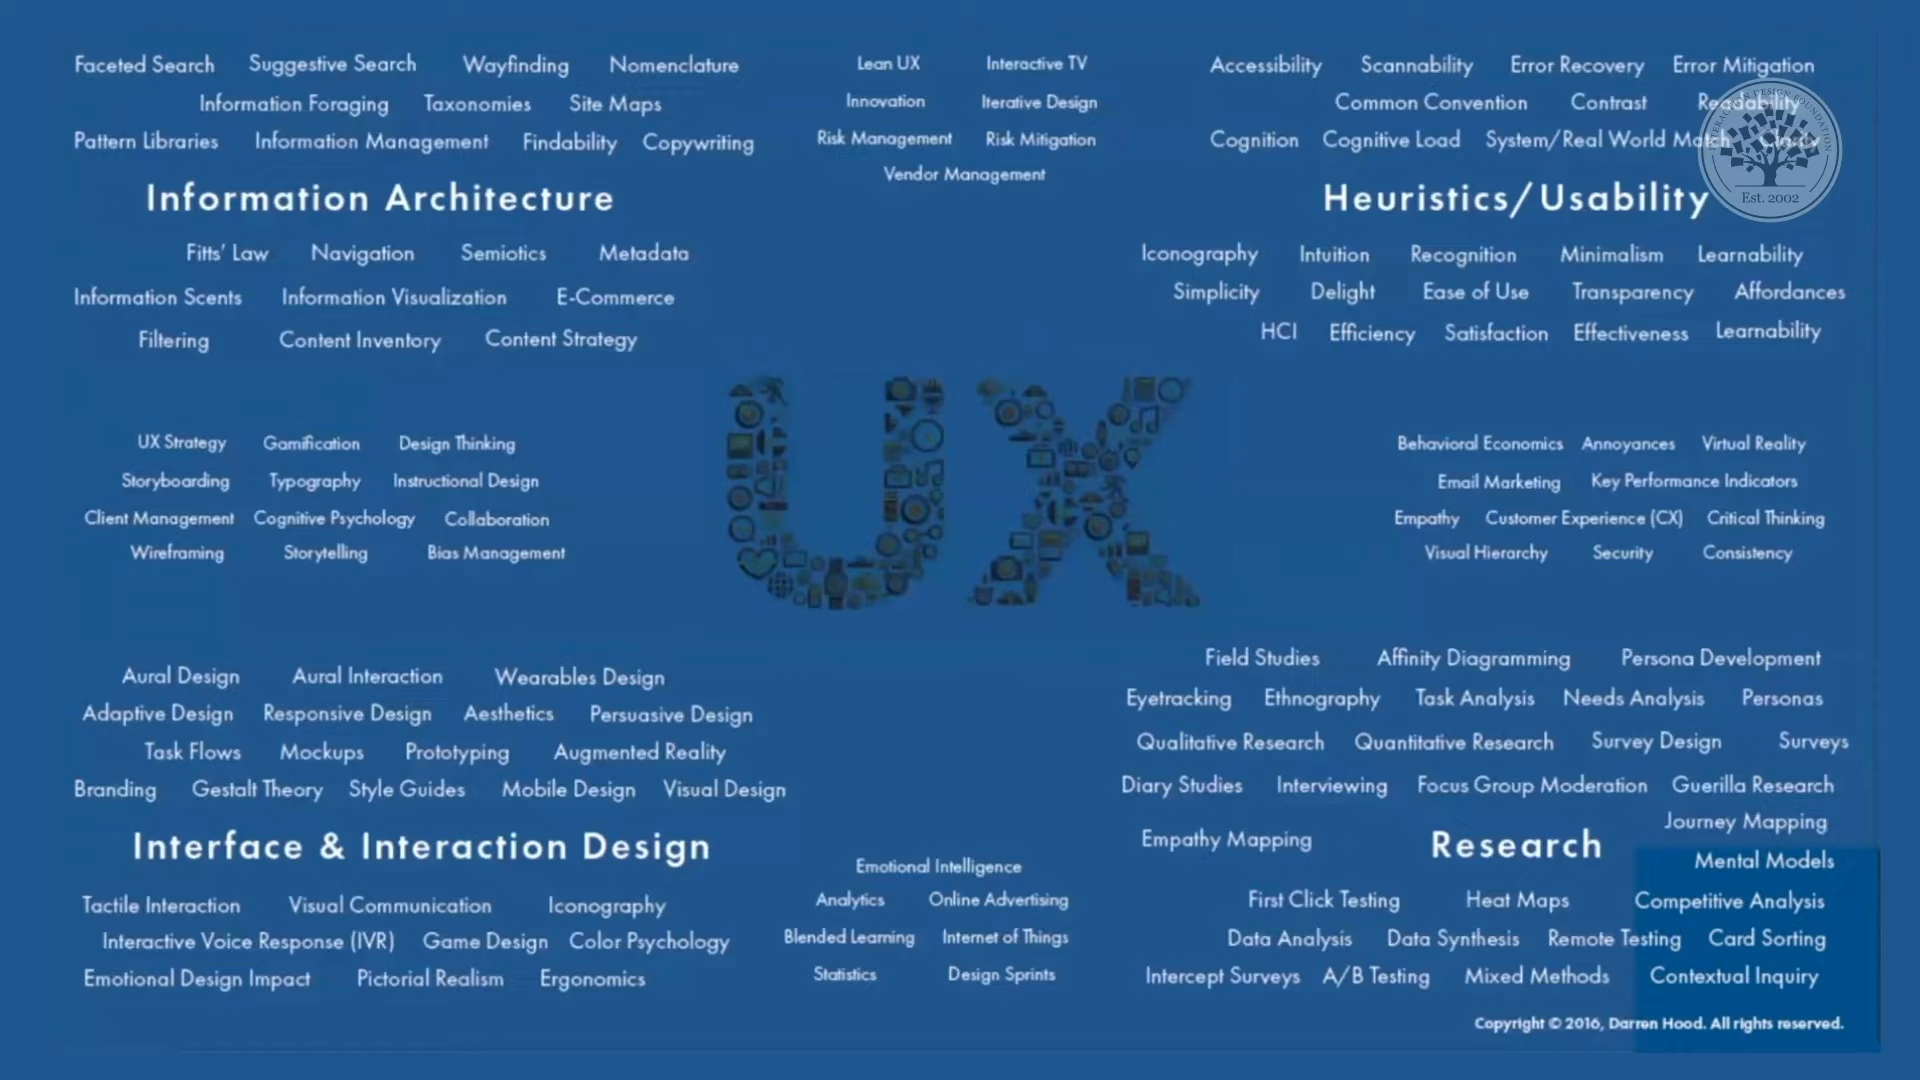 Faceted Search Suggestive Search Wayfinding Nomenclature
Information Foraging Taxonomies Site Maps
Pattern Libraries Information Management Findability Copywriting
Information Architecture
Fitts' Law Navigation Semiotics Metadata
Information Scents Information Visualization E-Commerce
Filtering Content Inventory Content Strategy
Lean UX Interactive TV
Innovation Iterative Design
Risk Management Risk Mitigation
Vendor Management
Accessibility Scannability Error Recovery Error Mitigation
Common Convention Contrast Readability
Cognition Cognitive Load System/Real World Match
INTERACTION DESIGN FOUNDATION
Est. 2002
Heuristics/Usability
Iconography Intuition Recognition Minimalism Learnability
Simplicity Delight Ease of Use Transparency Affordances
HCI Efficiency Satisfaction Effectiveness Learnability
UX Strategy Gamification Design Thinking
Storyboarding Typography Instructional Design
Client Management Cognitive Psychology Collaboration
Wireframing Storytelling Bias Management
UX
Behavioral Economics Annoyances Virtual Reality
Email Marketing Key Performance Indicators
Empathy Customer Experience (CX) Critical Thinking
Visual Hierarchy Security Consistency
Aural Design Aural Interaction Wearables Design
Adaptive Design Responsive Design Aesthetics Persuasive Design
Task Flows Mockups Prototyping Augmented Reality
Branding Gestalt Theory Style Guides Mobile Design Visual Design
Interface & Interaction Design
Tactile Interaction Visual Communication Iconography
Interactive Voice Response (IVR) Game Design Color Psychology
Emotional Design Impact Pictorial Realism Ergonomics
Emotional Intelligence
Analytics Online Advertising
Blended Learning Internet of Things
Statistics Design Sprints
Field Studies Affinity Diagramming Persona Development
Eyetracking Ethnography Task Analysis Needs Analysis Personas
Qualitative Research Quantitative Research Survey Design Surveys
Diary Studies Interviewing Focus Group Moderation Guerilla Research
Journey Mapping
Empathy Mapping Research
Mental Models
First Click Testing Heat Maps Competitive Analysis
Data Analysis Data Synthesis Remote Testing Card Sorting
Intercept Surveys A/B Testing Mixed Methods Contextual Inquiry
Copyright © 2016, Darren Hood. All rights reserved.